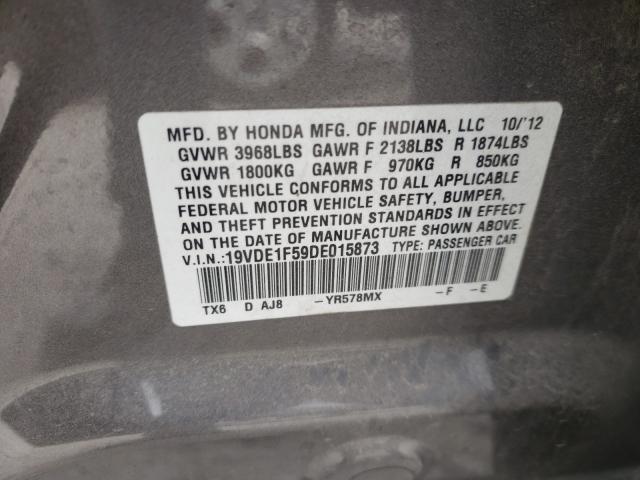 MFD. BY HONDA MFG. OF INDIANA, LLC 10/'12
GVWR 3968LBS GAWR F 2138LBS R 1874LBS
GVWR 1800KG GAWR F 970KG R 850KG
THIS VEHICLE CONFORMS TO ALL APPLICABLE
FEDERAL MOTOR VEHICLE SAFETY, BUMPER,
AND THEFT PREVENTION STANDARDS IN EFFECT
ON THE DATE OF MANUFACTURE SHOWN ABOVE.
V.I.N.:19VDE1F59DE015873 TYPE: PASSENGER CAR
TX6 D AJ8 -YR578MX -F -E